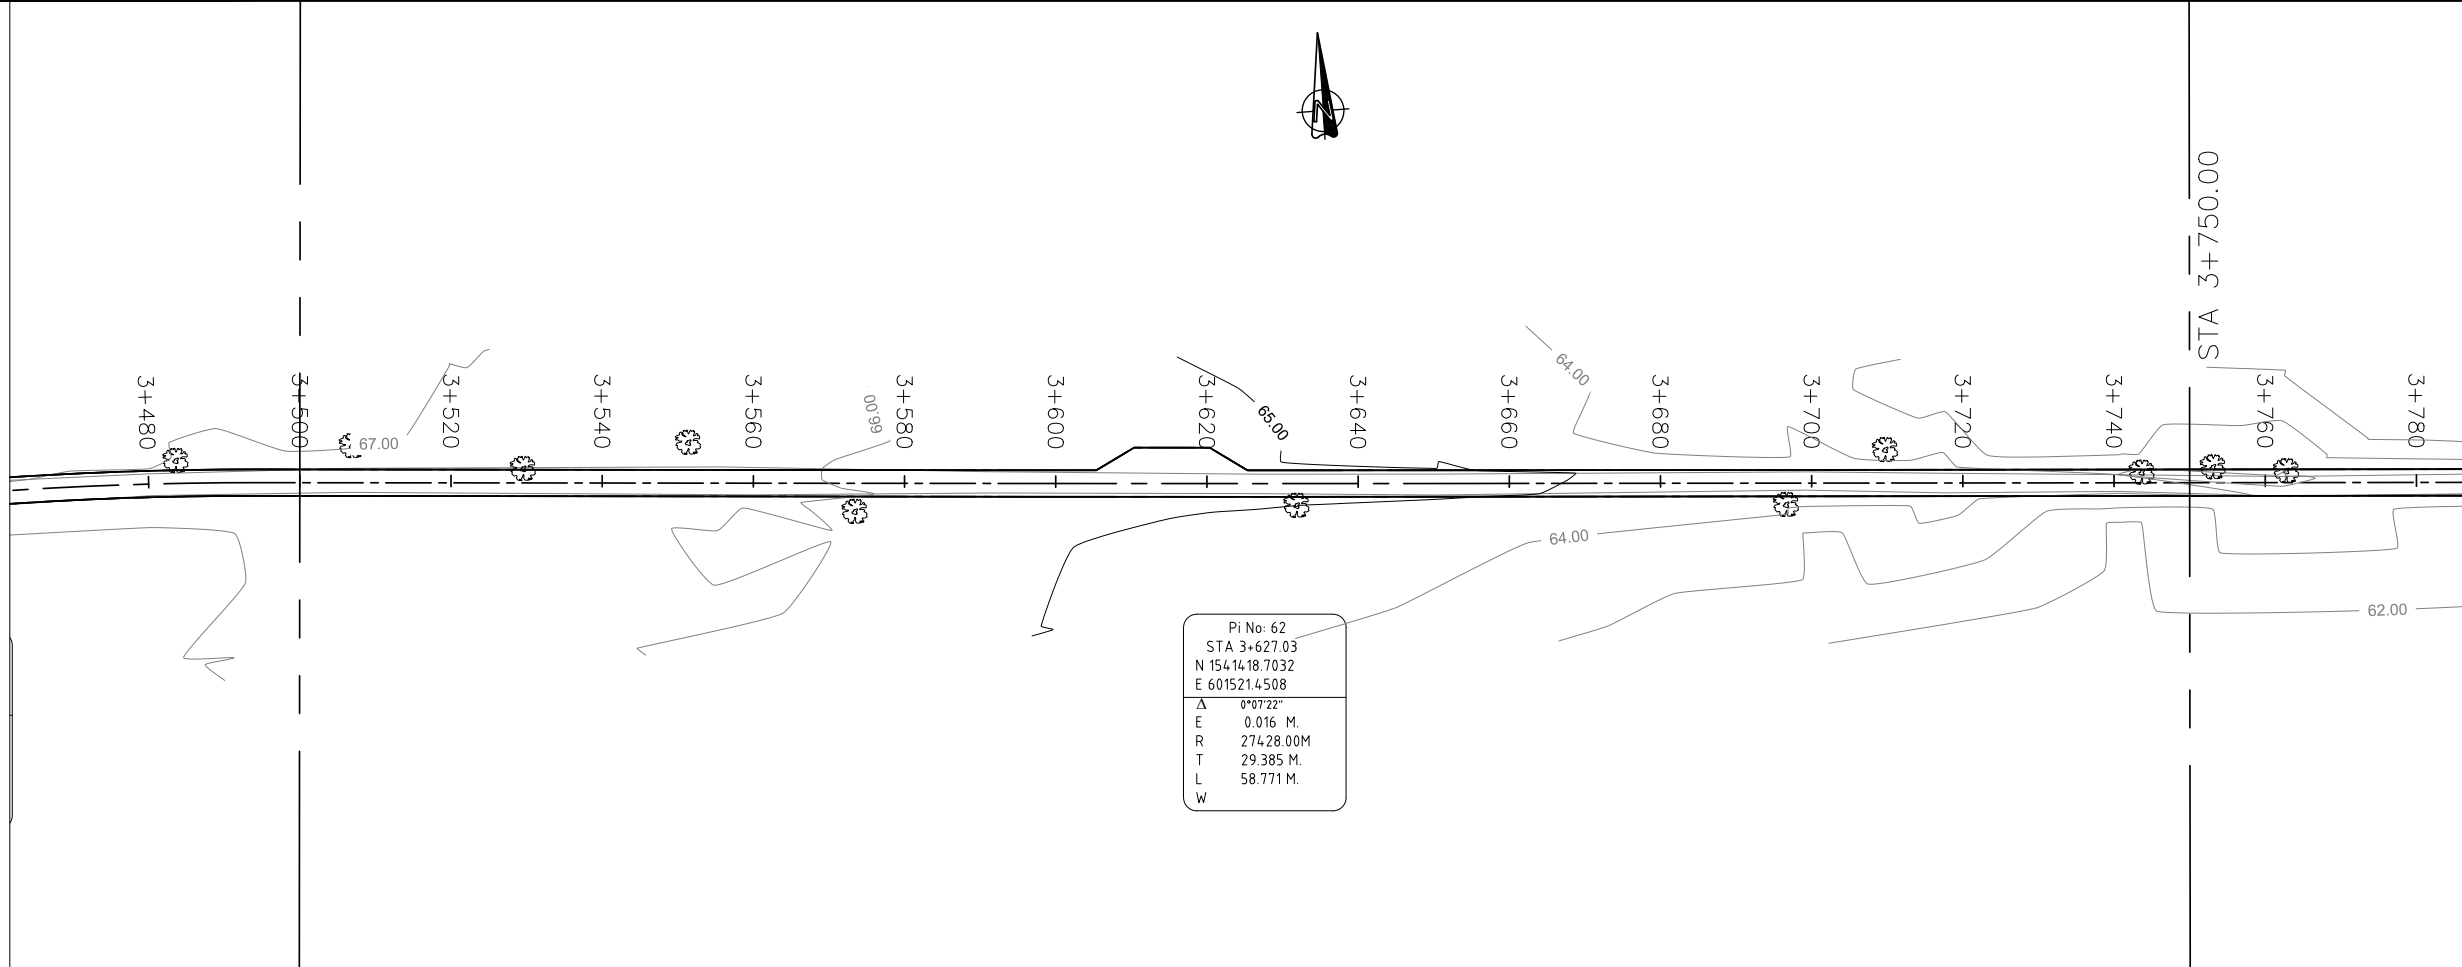 N
STA 3+750.00
3+480
3+500
3+520
3+540
3+560
3+580
3+600
3+620
3+640
3+660
3+680
3+700
3+720
3+740
3+760
3+780
67.00
66.00
65.00
64.00
64.00
62.00
Pi No: 62
STA 3+627.03
N 1541418.7032
E 601521.4508
Δ 0°07'22"
E 0.016 M.
R 27428.00M
T 29.385 M.
L 58.771 M.
W